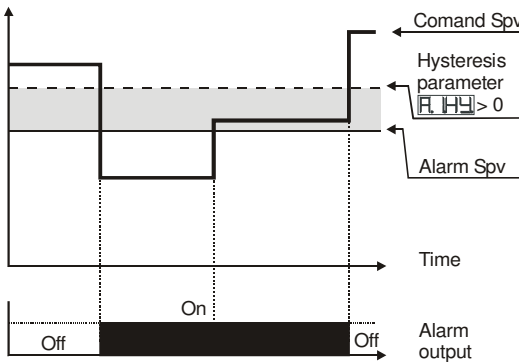 Comand Spv
Hysteresis
parameter
A.HY > 0
Alarm Spv
Time
On
Off
Off
Alarm
output